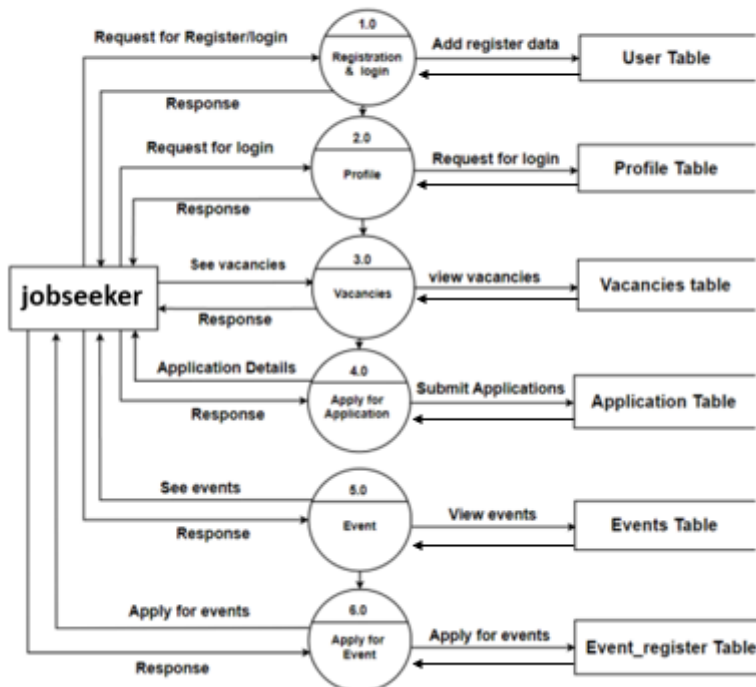 1.0
Request for Register/login
Registration
& login
Add register data
User Table
Response
2.0
Request for login
Profile
Request for login
Profile Table
Response
3.0
See vacancies
Vacancies
view vacancies
Vacancies table
jobseeker
Response
4.0
Application Details
Apply for
Application
Submit Applications
Application Table
Response
5.0
See events
Event
View events
Events Table
Response
6.0
Apply for events
Apply for
Event
Apply for events
Event_register Table
Response